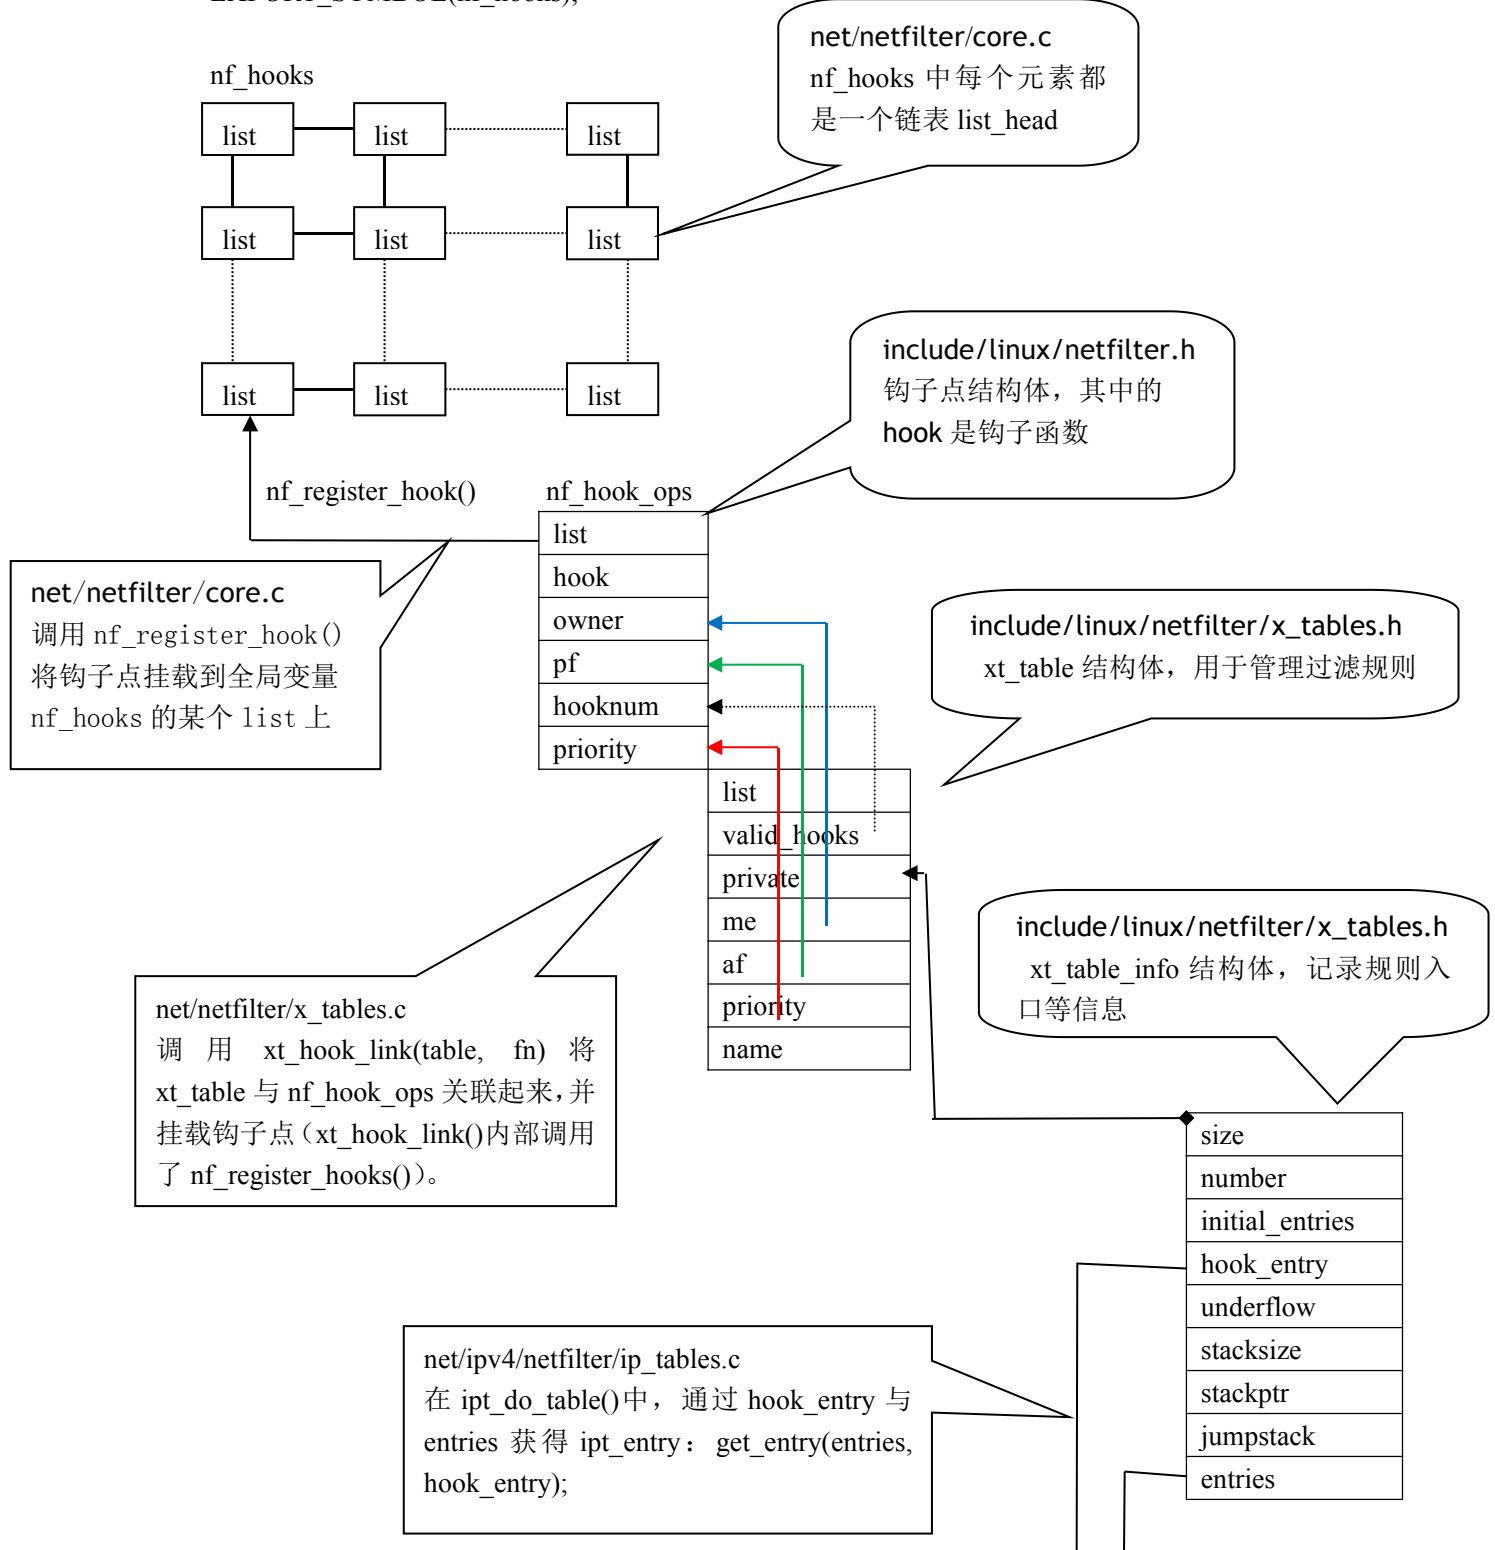 EXPORT_SYMBOL(nf_hooks);
net/netfilter/core.c
nf_hooks 中每个元素都
是一个链表 list_head
nf_hooks
list
list
list
list
list
list
list
list
list
include/linux/netfilter.h
钩子点结构体，其中的
hook 是钩子函数
nf_register_hook()
nf_hook_ops
list
hook
owner
pf
hooknum
priority
net/netfilter/core.c
调用 nf_register_hook()
将钩子点挂载到全局变量
nf_hooks 的某个 list 上
include/linux/netfilter/x_tables.h
xt_table 结构体，用于管理过滤规则
list
valid_hooks
private
me
af
priority
name
include/linux/netfilter/x_tables.h
xt_table_info 结构体，记录规则入
口等信息
net/netfilter/x_tables.c
调用 xt_hook_link(table, fn) 将
xt_table 与 nf_hook_ops 关联起来，并
挂载钩子点（xt_hook_link()内部调用
了 nf_register_hooks()）。
size
number
initial_entries
hook_entry
underflow
stacksize
stackptr
jumpstack
entries
net/ipv4/netfilter/ip_tables.c
在 ipt_do_table()中，通过 hook_entry 与
entries 获得 ipt_entry：get_entry(entries,
hook_entry);